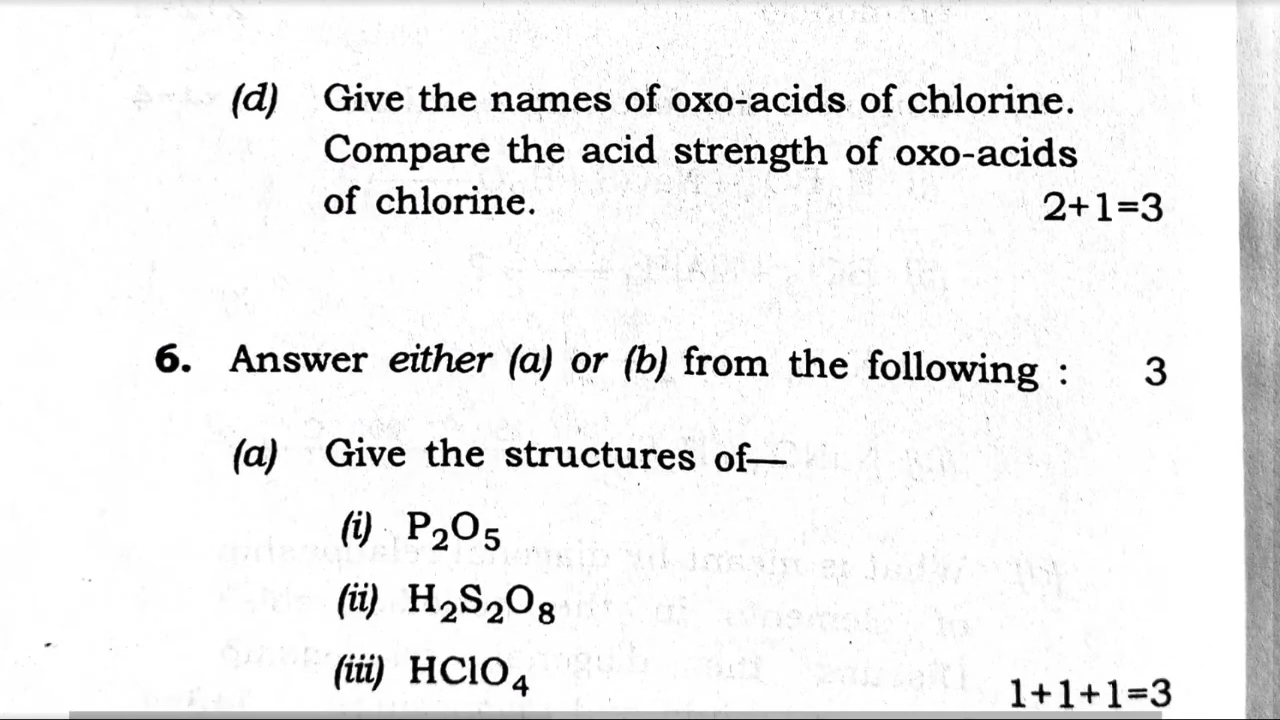 (d) Give the names of oxo-acids of chlorine.
Compare the acid strength of oxo-acids
of chlorine. 2+1=3
6. Answer either (a) or (b) from the following : 3
(a) Give the structures of—
(i) P₂O₅
(ii) H₂S₂O₈
(iii) HClO₄
1+1+1=3